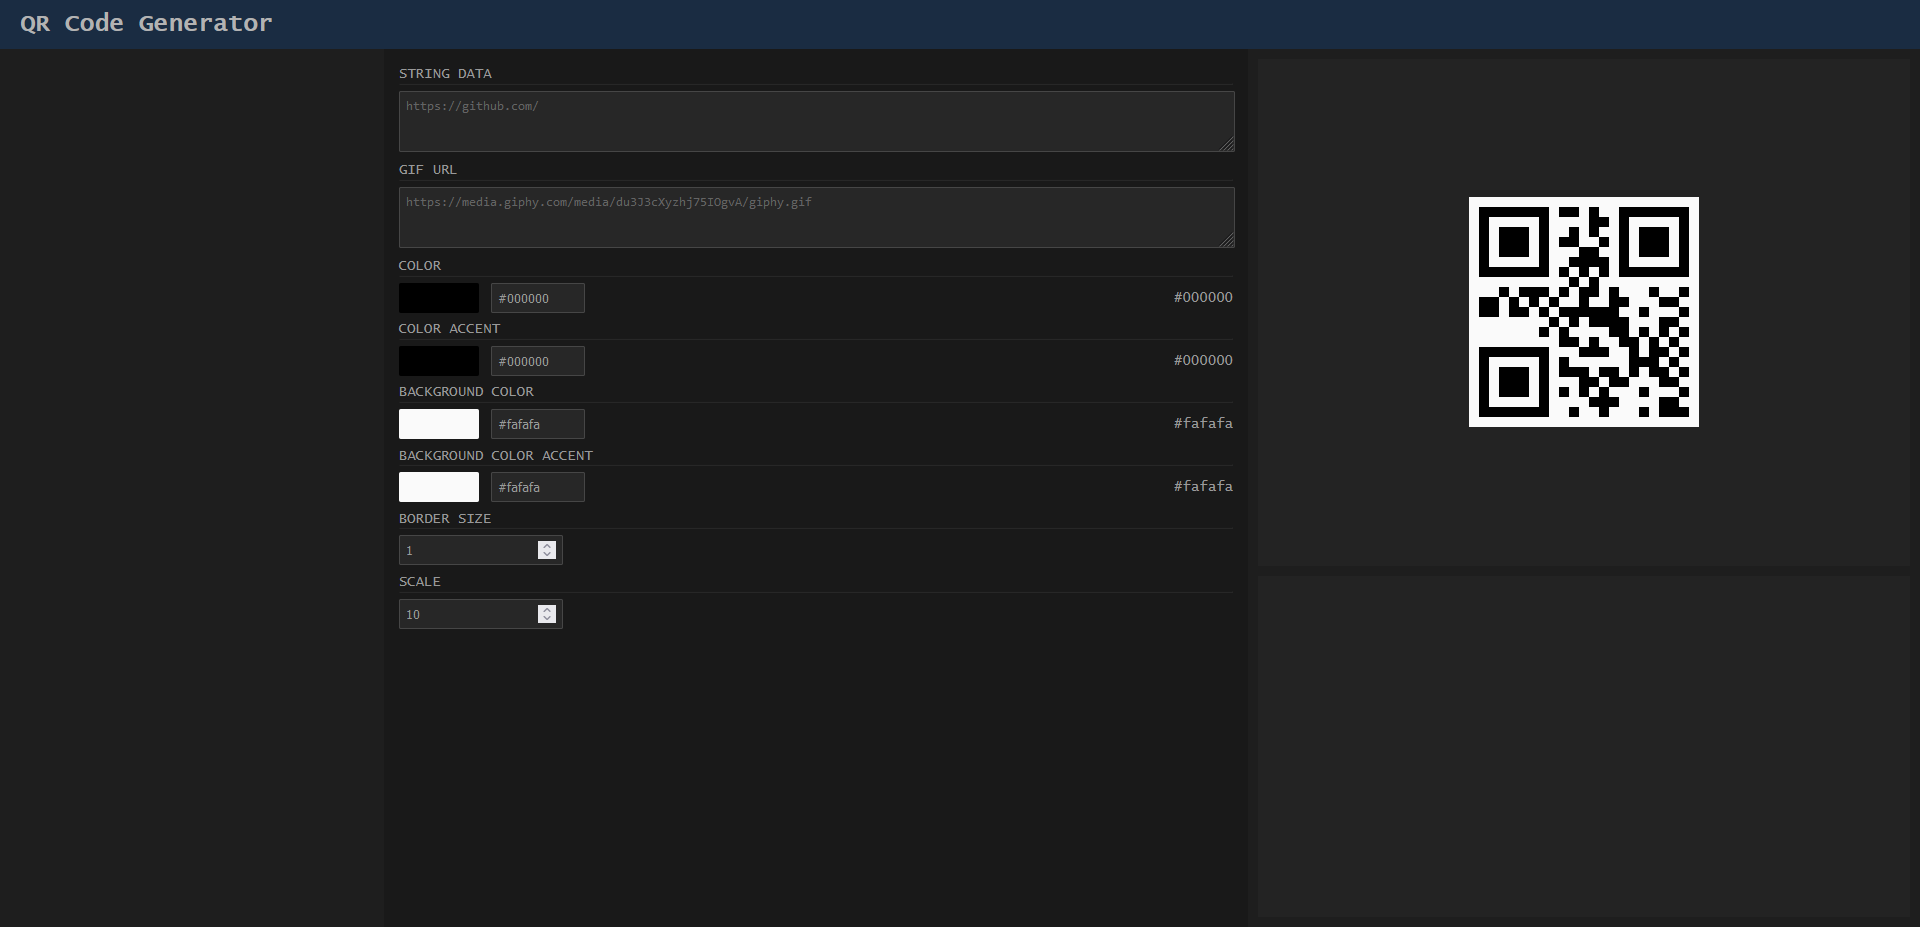 QR Code Generator
STRING DATA
https://github.com/
GIF URL
https://media.giphy.com/media/du3J3cXyzhj75IOgvA/giphy.gif
COLOR
#000000 #000000
COLOR ACCENT
#000000 #000000
BACKGROUND COLOR
#fafafa #fafafa
BACKGROUND COLOR ACCENT
#fafafa #fafafa
BORDER SIZE
1
SCALE
10